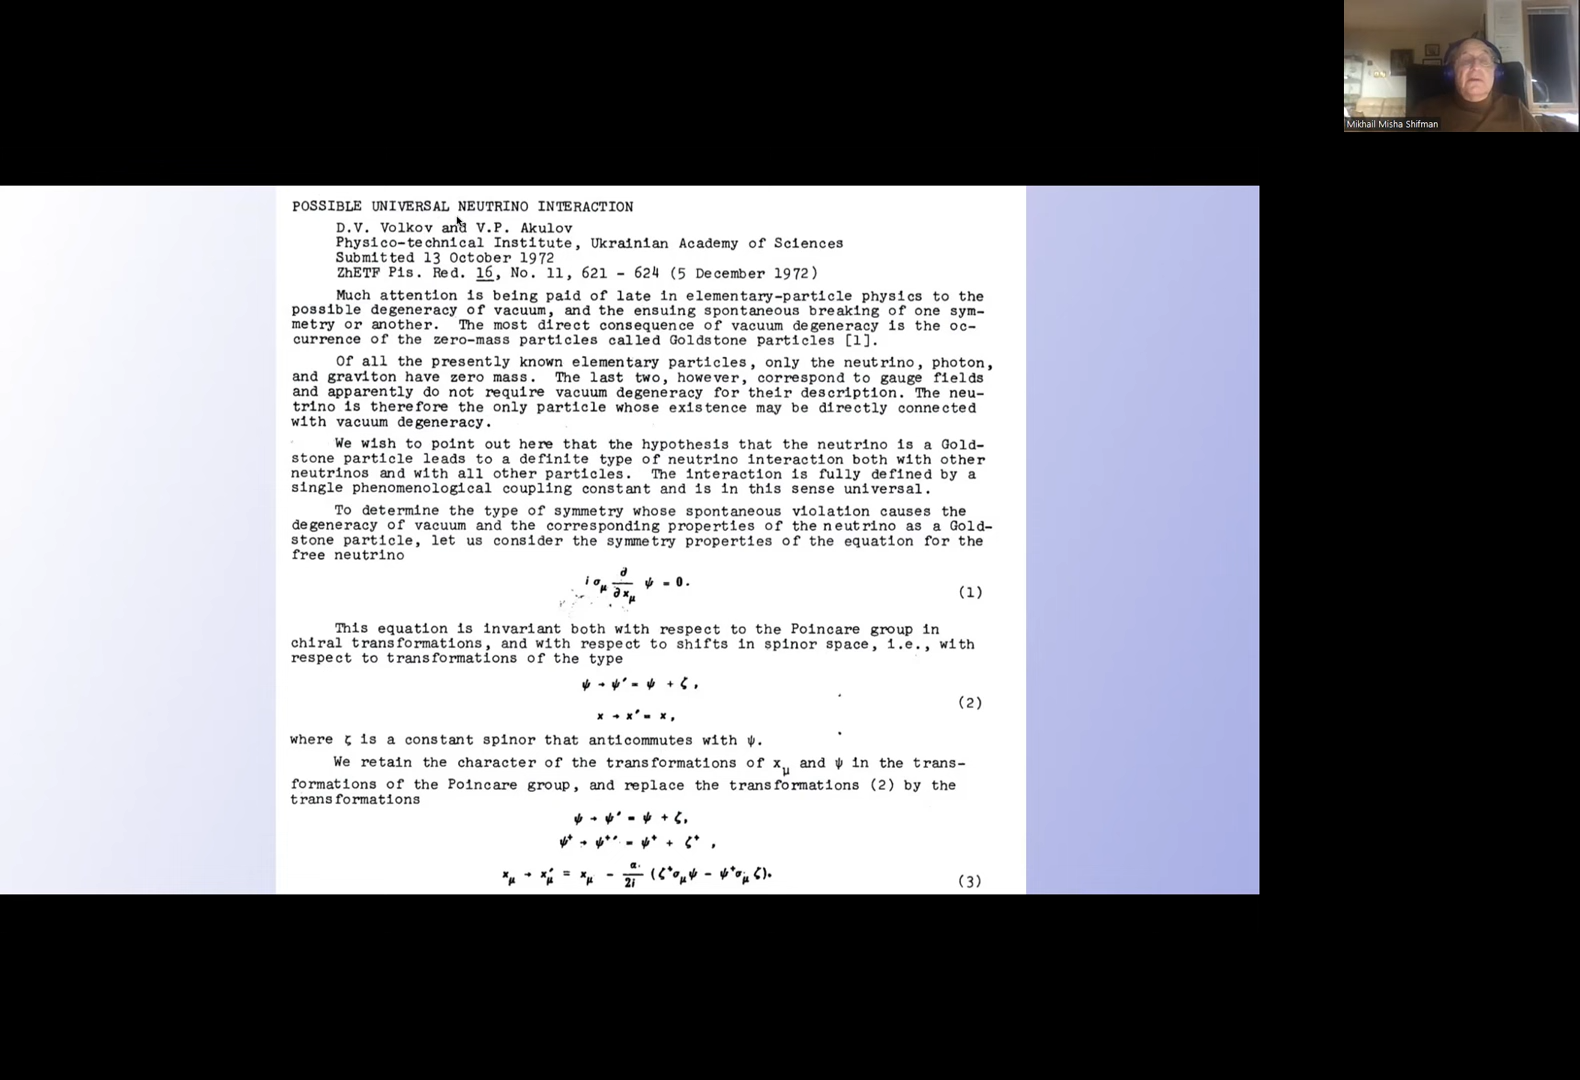 Mikhail Misha Shifman
POSSIBLE UNIVERSAL NEUTRINO INTERACTION
D.V. Volkov and V.P. Akulov
Physico-technical Institute, Ukrainian Academy of Sciences
Submitted 13 October 1972
ZhETF Pis. Red. 16, No. 11, 621 - 624 (5 December 1972)
Much attention is being paid of late in elementary-particle physics to the
possible degeneracy of vacuum, and the ensuing spontaneous breaking of one sym-
metry or another. The most direct consequence of vacuum degeneracy is the oc-
currence of the zero-mass particles called Goldstone particles [1].
Of all the presently known elementary particles, only the neutrino, photon,
and graviton have zero mass. The last two, however, correspond to gauge fields
and apparently do not require vacuum degeneracy for their description. The neu-
trino is therefore the only particle whose existence may be directly connected
with vacuum degeneracy.
We wish to point out here that the hypothesis that the neutrino is a Gold-
stone particle leads to a definite type of neutrino interaction both with other
neutrinos and with all other particles. The interaction is fully defined by a
single phenomenological coupling constant and is in this sense universal.
To determine the type of symmetry whose spontaneous violation causes the
degeneracy of vacuum and the corresponding properties of the neutrino as a Gold-
stone particle, let us consider the symmetry properties of the equation for the
free neutrino
i σ_μ ∂/∂x_μ ψ = 0. (1)
This equation is invariant both with respect to the Poincare group in
chiral transformations, and with respect to shifts in spinor space, i.e., with
respect to transformations of the type
ψ → ψ′ = ψ + ζ,
x → x′ = x, (2)
where ζ is a constant spinor that anticommutes with ψ.
We retain the character of the transformations of x_μ and ψ in the trans-
formations of the Poincare group, and replace the transformations (2) by the
transformations
ψ → ψ′ = ψ + ζ,
ψ⁺ → ψ⁺′ = ψ⁺ + ζ⁺,
x_μ → x′_μ = x_μ − a/2i (ζ⁺σ_μψ − ψ⁺σ_μζ). (3)